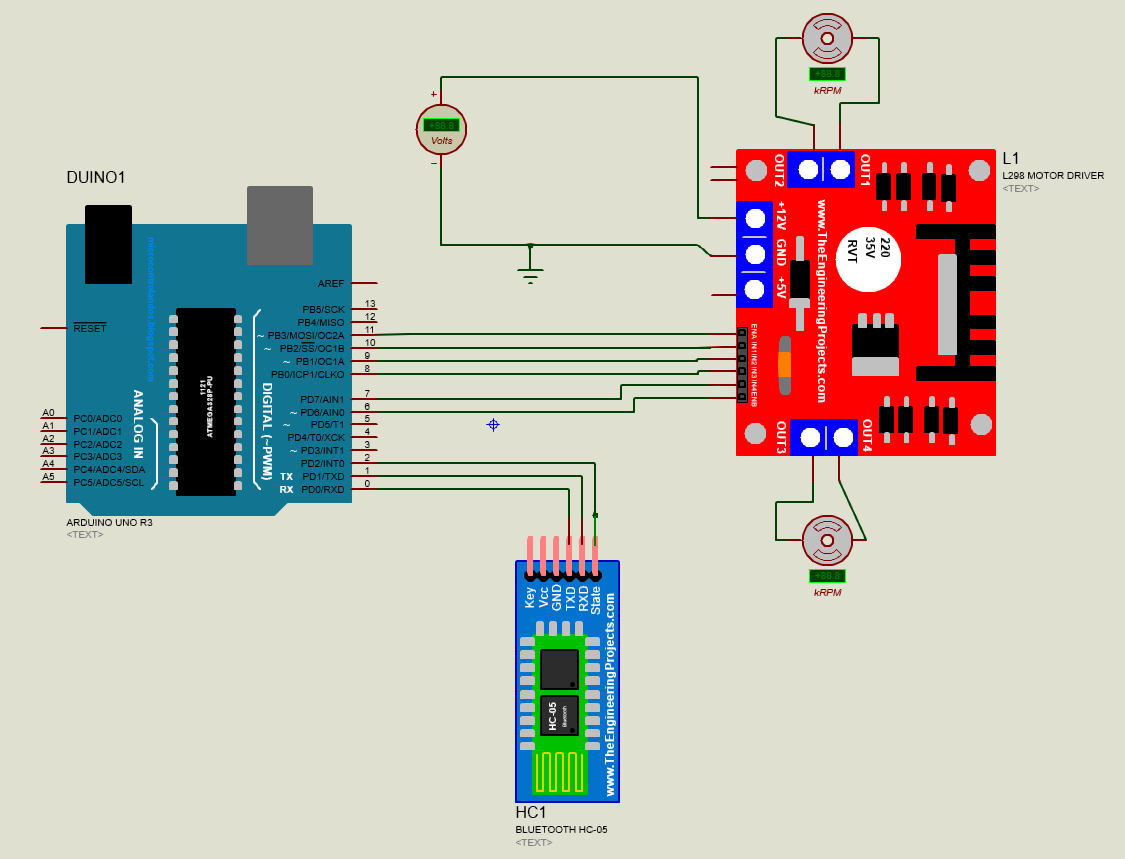 DUINO1
microcontrolandos.blogspot.com
RESET
1121
ATMEGA328P-PU
ANALOG IN
DIGITAL (~PWM)
AREF
13 PB5/SCK
12 PB4/MISO
11 ~ PB3/MOSI/OC2A
10 ~ PB2/SS/OC1B
9 ~ PB1/OC1A
8 PB0/ICP1/CLKO
7 PD7/AIN1
6 ~ PD6/AIN0
5 ~ PD5/T1
4 PD4/T0/XCK
3 ~ PD3/INT1
2 PD2/INT0
1 TX PD1/TXD
0 RX PD0/RXD
A0 PC0/ADC0
A1 PC1/ADC1
A2 PC2/ADC2
A3 PC3/ADC3
A4 PC4/ADC4/SDA
A5 PC5/ADC5/SCL
ARDUINO UNO R3
<TEXT>
+
+88.8
Volts
–
+88.8
kRPM
L1
L298 MOTOR DRIVER
<TEXT>
OUT2
OUT1
+12V
GND
+5V
www.TheEngineeringProjects.com
220
35V
RVT
ENA IN1 IN2 IN3 IN4 ENB
OUT3
OUT4
+88.8
kRPM
Key
Vcc
GND
TXD
RXD
State
www.TheEngineeringProjects.com
HC-05
Bluetooth
HC1
BLUETOOTH HC-05
<TEXT>